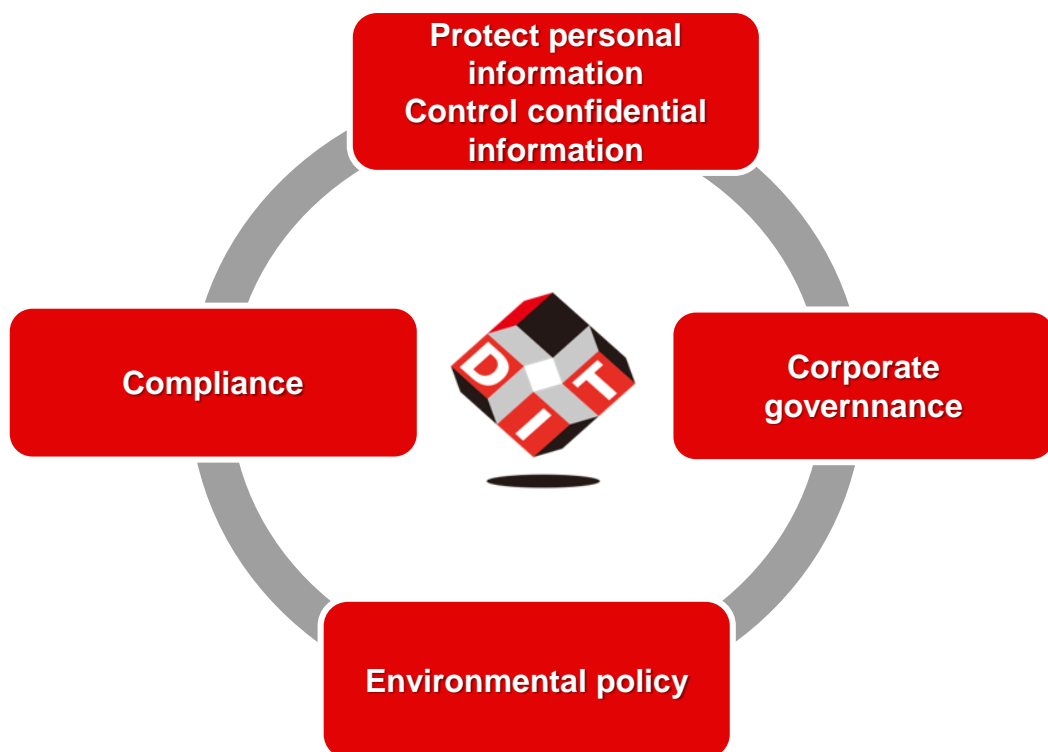 Protect personal
information
Control confidential
information
Compliance
D I T
Corporate
governnance
Environmental policy